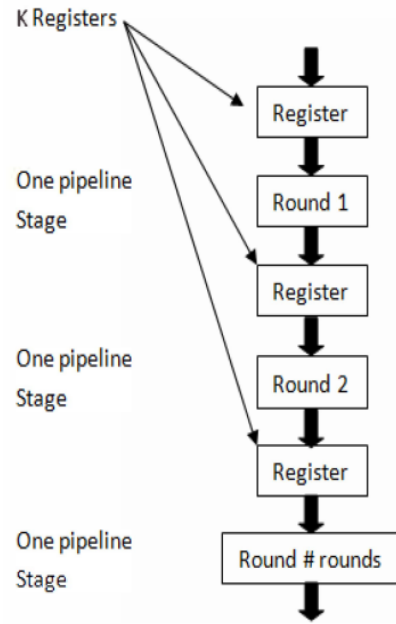 K Registers
Register
One pipeline
Stage
Round 1
Register
One pipeline
Stage
Round 2
Register
One pipeline
Stage
Round # rounds